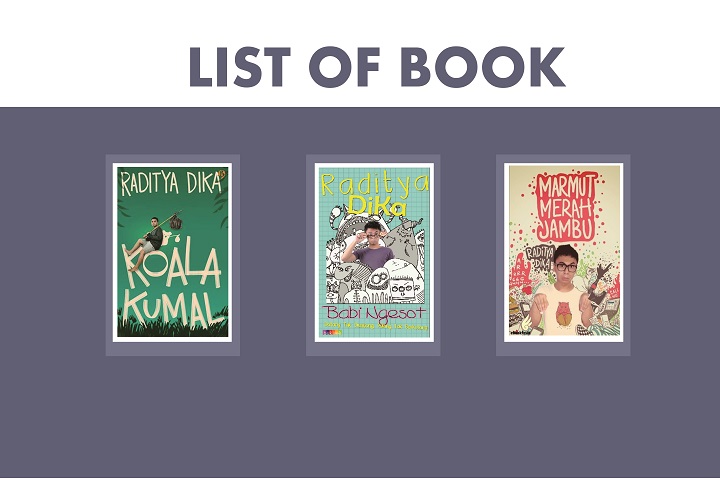 LIST OF BOOK
RADITYA DIKA
KOALA
KUMAL
Raditya
Dika
Babi Ngesot
MARMUT
MERAH
JAMBU
RADITYA
DIKA